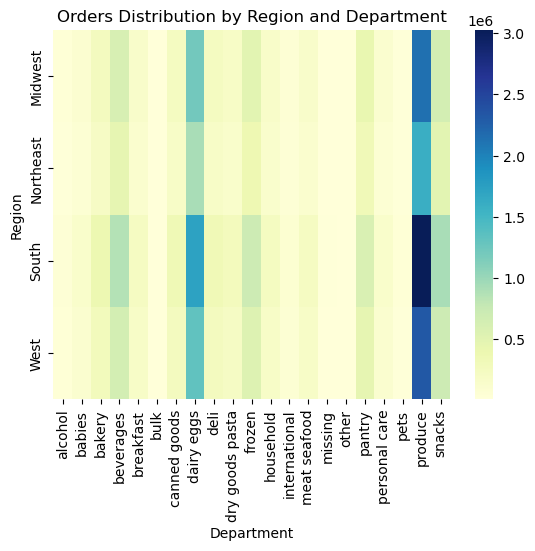 Orders Distribution by Region and Department
1e6
Midwest
Northeast
South
West
Region
3.0
2.5
2.0
1.5
1.0
0.5
alcohol
babies
bakery
beverages
breakfast
bulk
canned goods
dairy eggs
deli
dry goods pasta
frozen
household
international
meat seafood
missing
other
pantry
personal care
pets
produce
snacks
Department